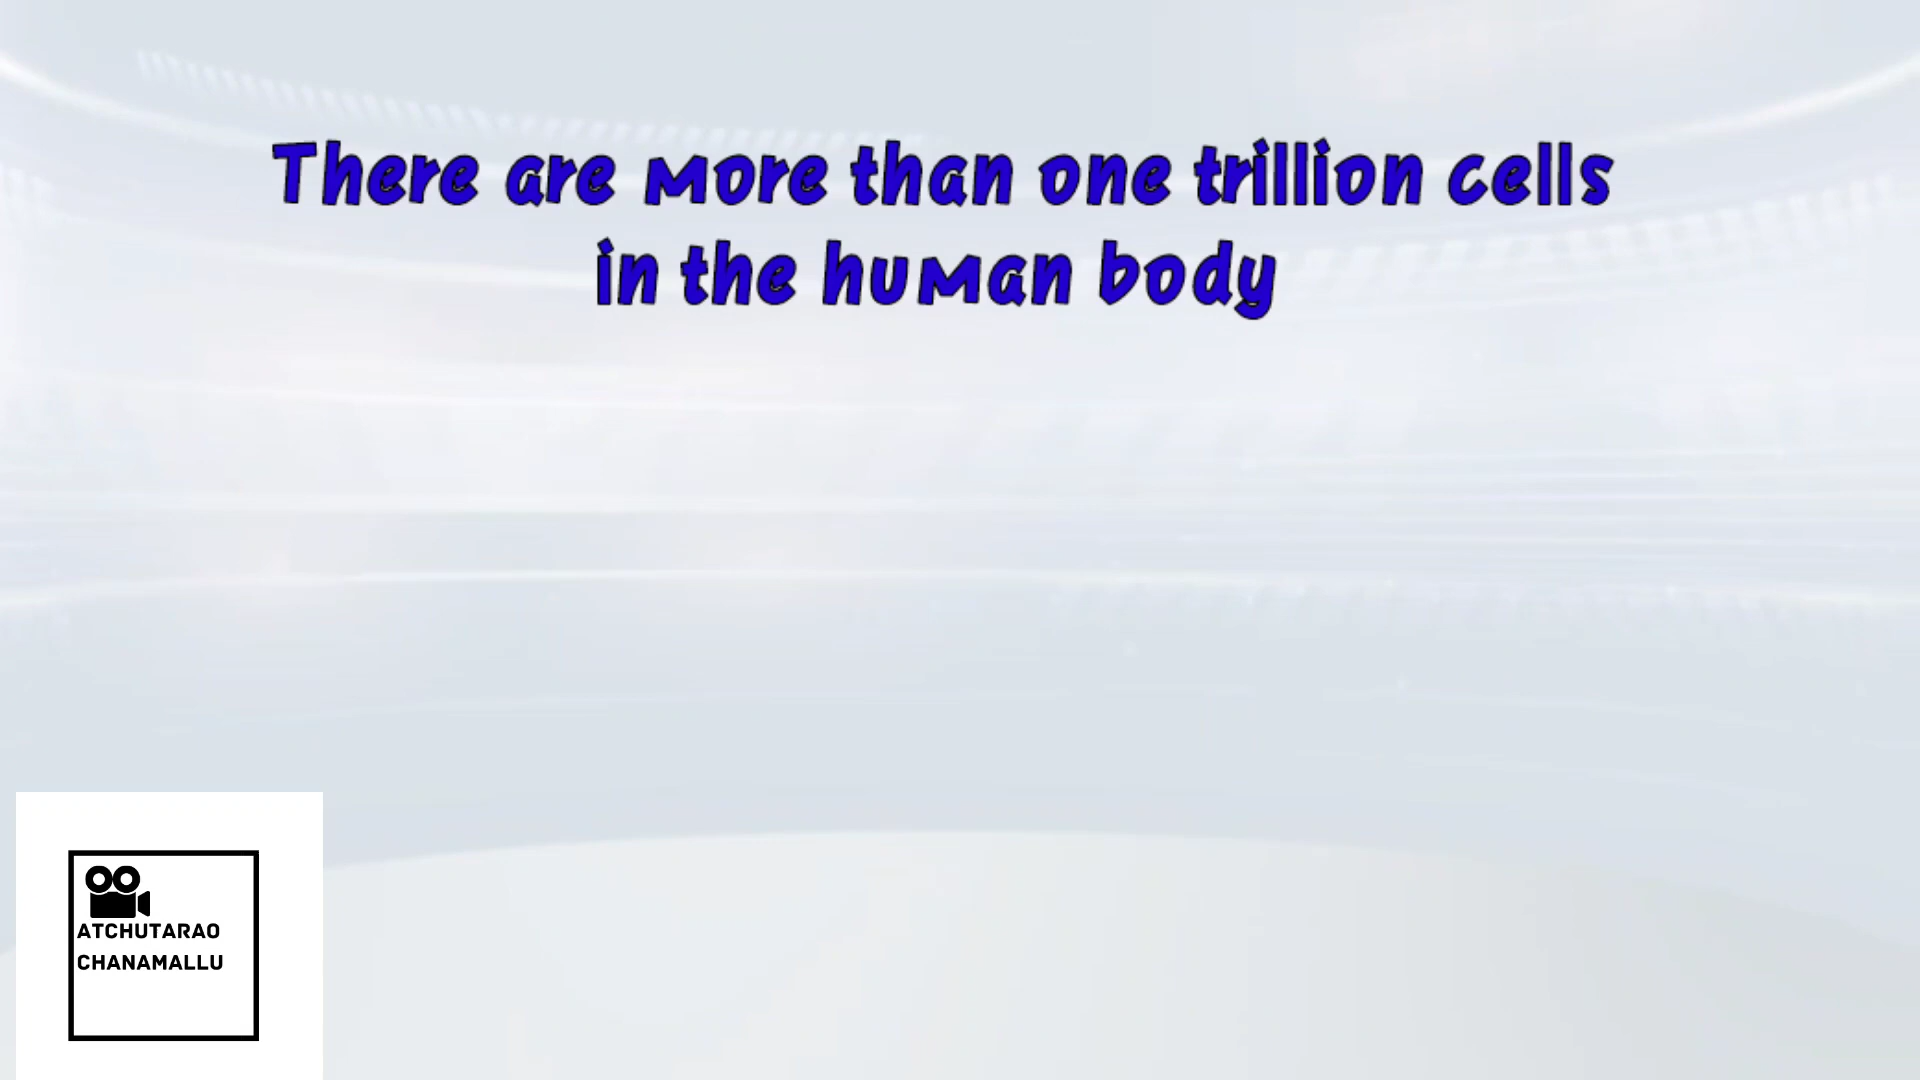 There are more than one trillion cells
in the human body
ATCHUTARAO
CHANAMALLU